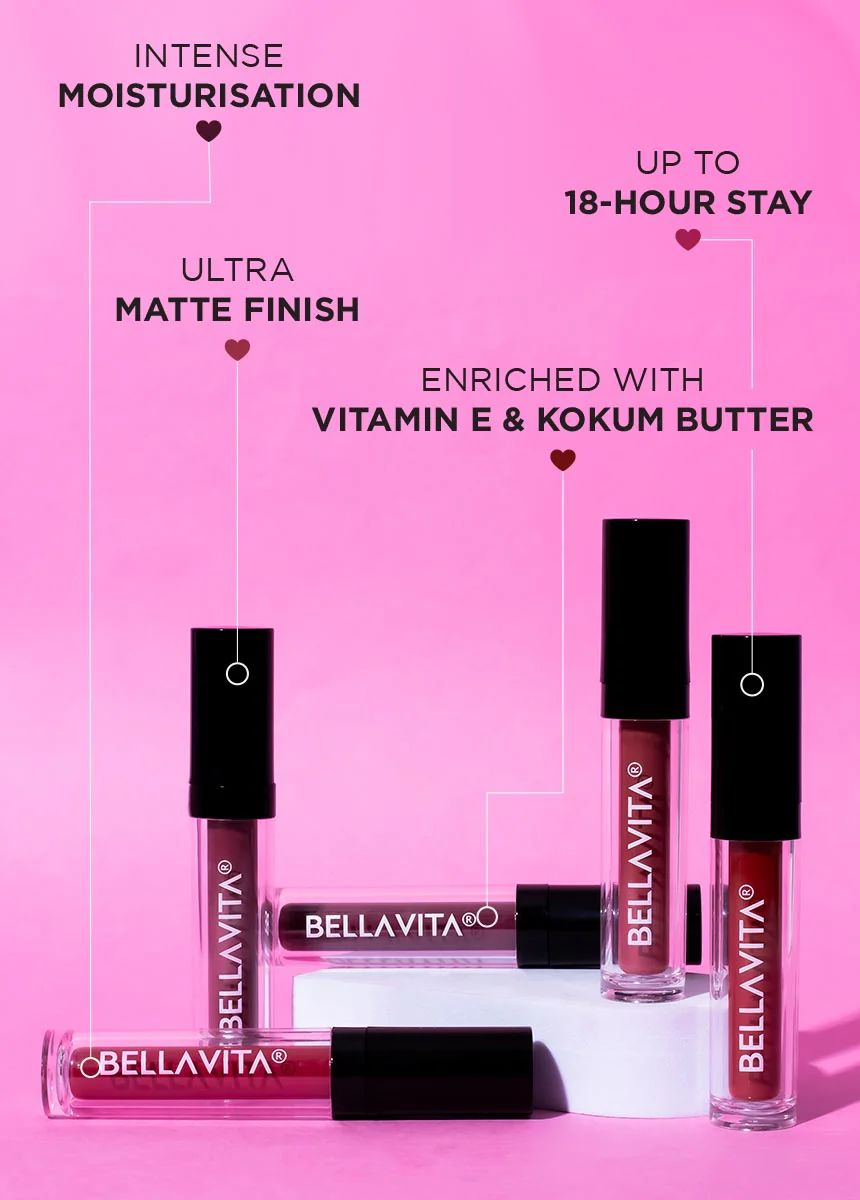 INTENSE
MOISTURISATION
UP TO
18-HOUR STAY
ULTRA
MATTE FINISH
ENRICHED WITH
VITAMIN E & KOKUM BUTTER
BELLAVITA®
BELLAVITA®
BELLAVITA®
BELLAVITA®
BELLAVITA®